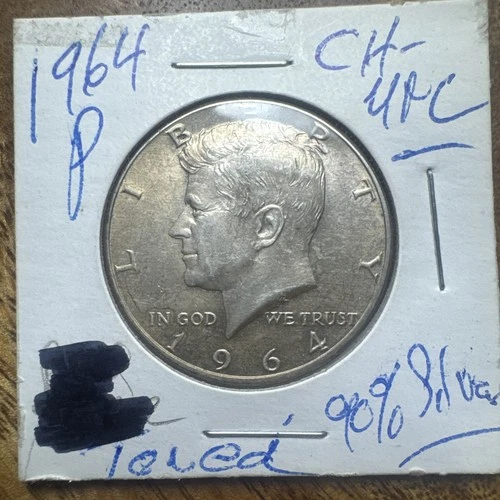 1964
P
CH-
UNC
LIBERTY
IN GOD WE TRUST
1964
Toned
90% Silver